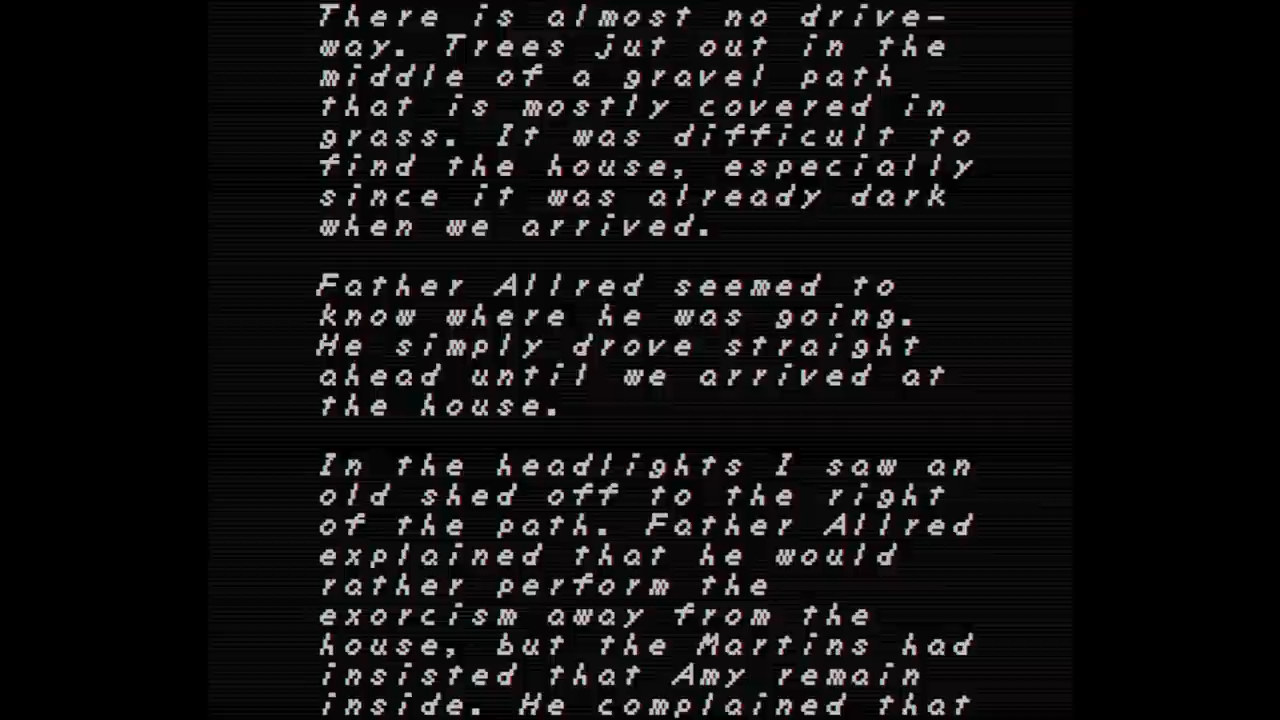 There is almost no drive-
way. Trees jut out in the
middle of a gravel path
that is mostly covered in
grass. It was difficult to
find the house, especially
since it was already dark
when we arrived.
Father Allred seemed to
know where he was going.
He simply drove straight
ahead until we arrived at
the house.
In the headlights I saw an
old shed off to the right
of the path. Father Allred
explained that he would
rather perform the
exorcism away from the
house, but the Martins had
insisted that Amy remain
inside. He complained that